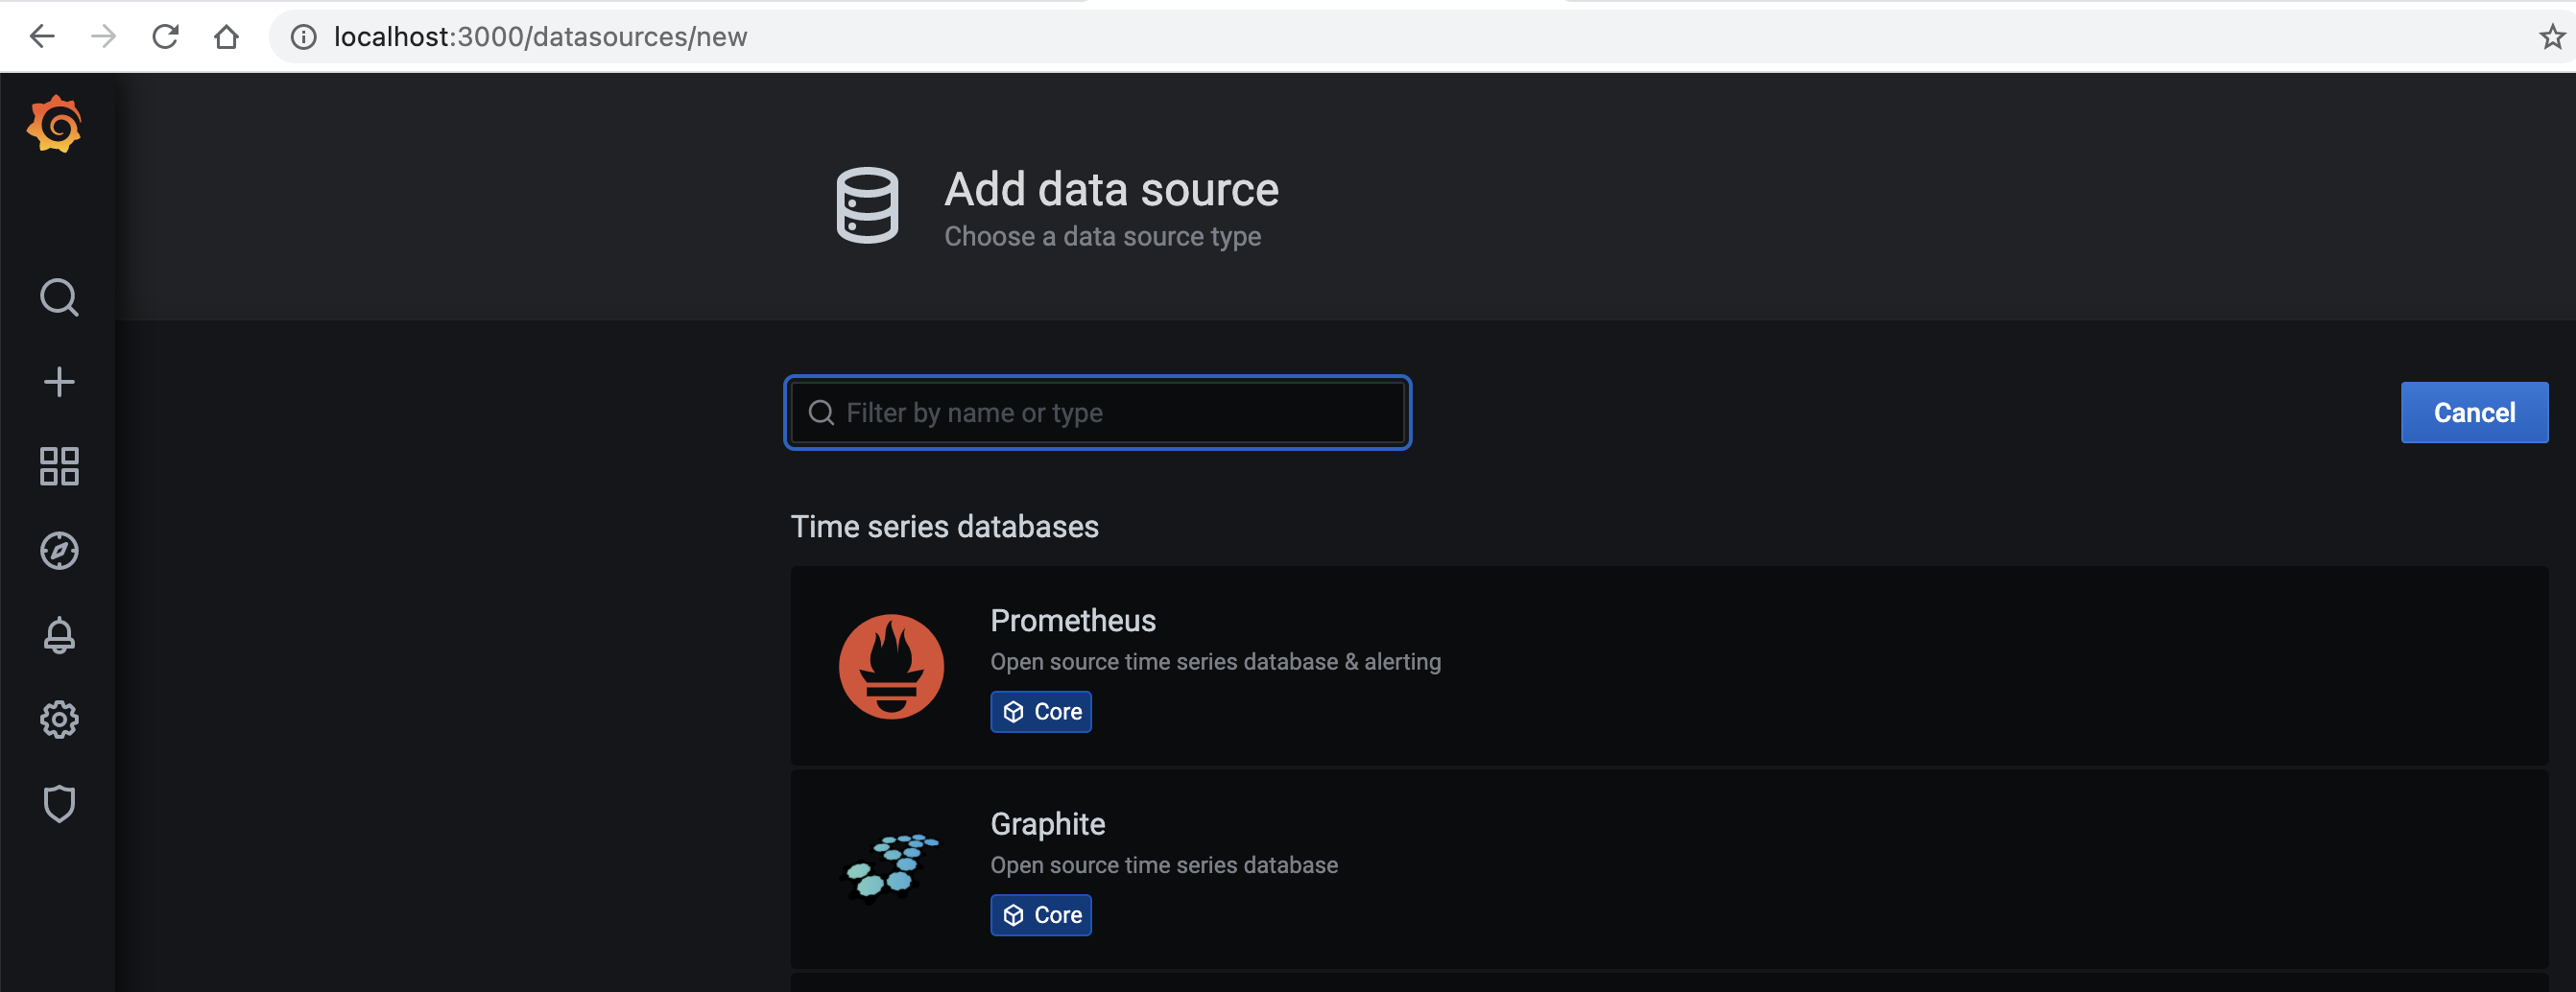 localhost:3000/datasources/new
Add data source
Choose a data source type
Filter by name or type
Cancel
Time series databases
Prometheus
Open source time series database & alerting
Core
Graphite
Open source time series database
Core